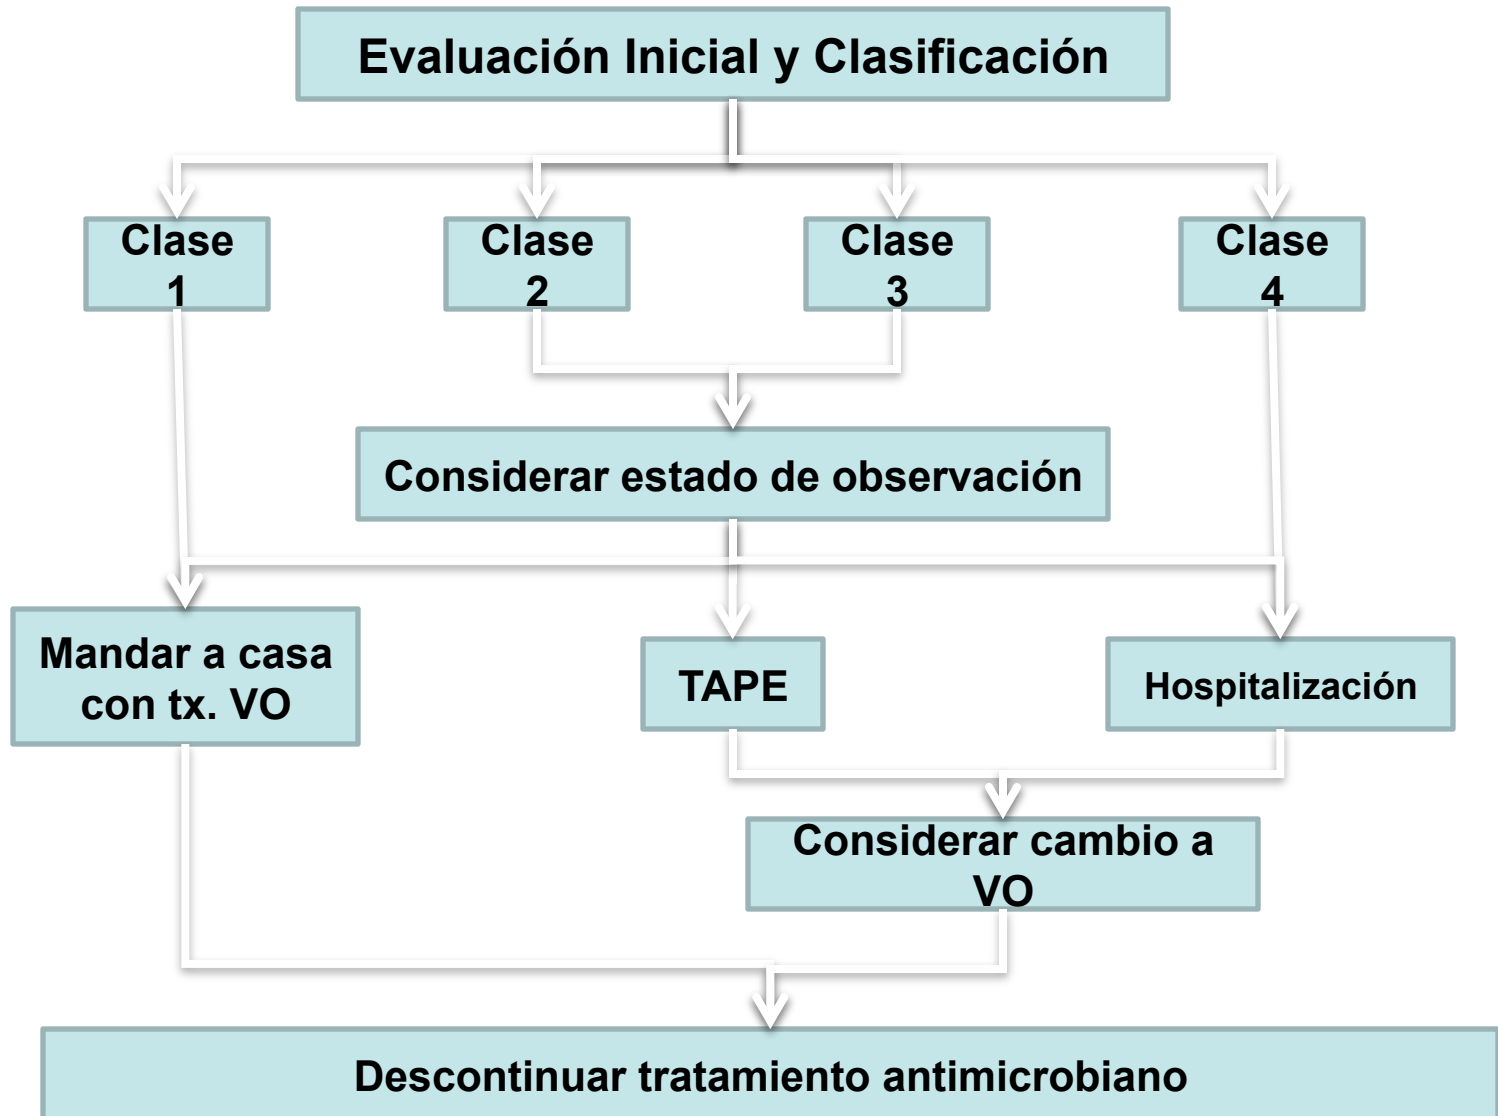 Evaluación Inicial y Clasificación
Clase
1
Clase
2
Clase
3
Clase
4
Considerar estado de observación
Mandar a casa
con tx. VO
TAPE
Hospitalización
Considerar cambio a
VO
Descontinuar tratamiento antimicrobiano